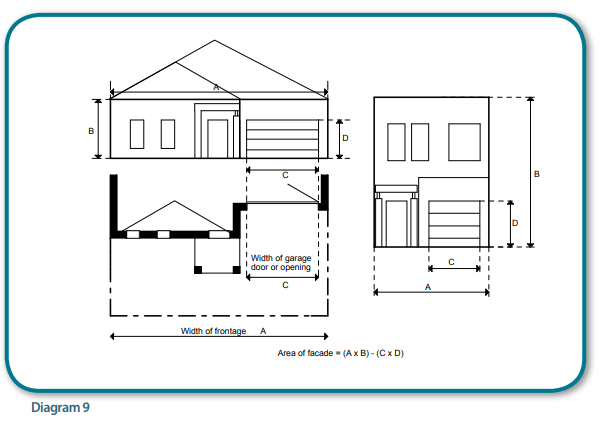 A
B
D
C
B
D
Width of garage
door or opening
C
C
A
Width of frontage A
Area of facade = (A x B) - (C x D)
Diagram 9